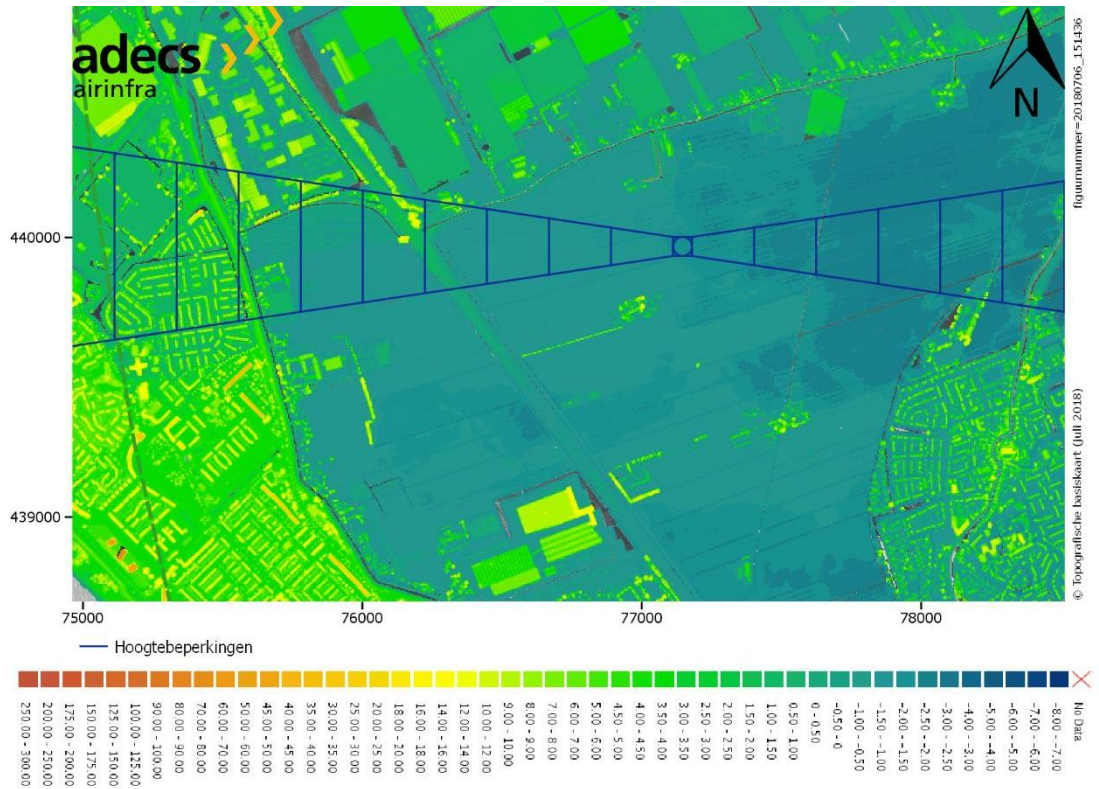 adecs
airinfra
N
figuurnummer=20180706_151436
© Topografische basiskaart (Juli 2018)
440000
439000
75000
76000
77000
78000
Hoogtebeperkingen
250.00 - 300.00
200.00 - 250.00
175.00 - 200.00
150.00 - 175.00
125.00 - 150.00
100.00 - 125.00
90.00 - 100.00
80.00 - 90.00
70.00 - 80.00
60.00 - 70.00
50.00 - 60.00
45.00 - 50.00
40.00 - 45.00
35.00 - 40.00
30.00 - 35.00
25.00 - 30.00
20.00 - 25.00
18.00 - 20.00
16.00 - 18.00
14.00 - 16.00
12.00 - 14.00
10.00 - 12.00
9.00 - 10.00
8.00 - 9.00
7.00 - 8.00
6.00 - 7.00
5.00 - 6.00
4.50 - 5.00
4.00 - 4.50
3.50 - 4.00
3.00 - 3.50
2.50 - 3.00
2.00 - 2.50
1.50 - 2.00
1.00 - 1.50
0.50 - 1.00
0 - 0.50
-0.50 - 0
-1.00 - -0.50
-1.50 - -1.00
-2.00 - -1.50
-2.50 - -2.00
-3.00 - -2.50
-4.00 - -3.00
-5.00 - -4.00
-6.00 - -5.00
-7.00 - -6.00
-8.00 - -7.00
No Data